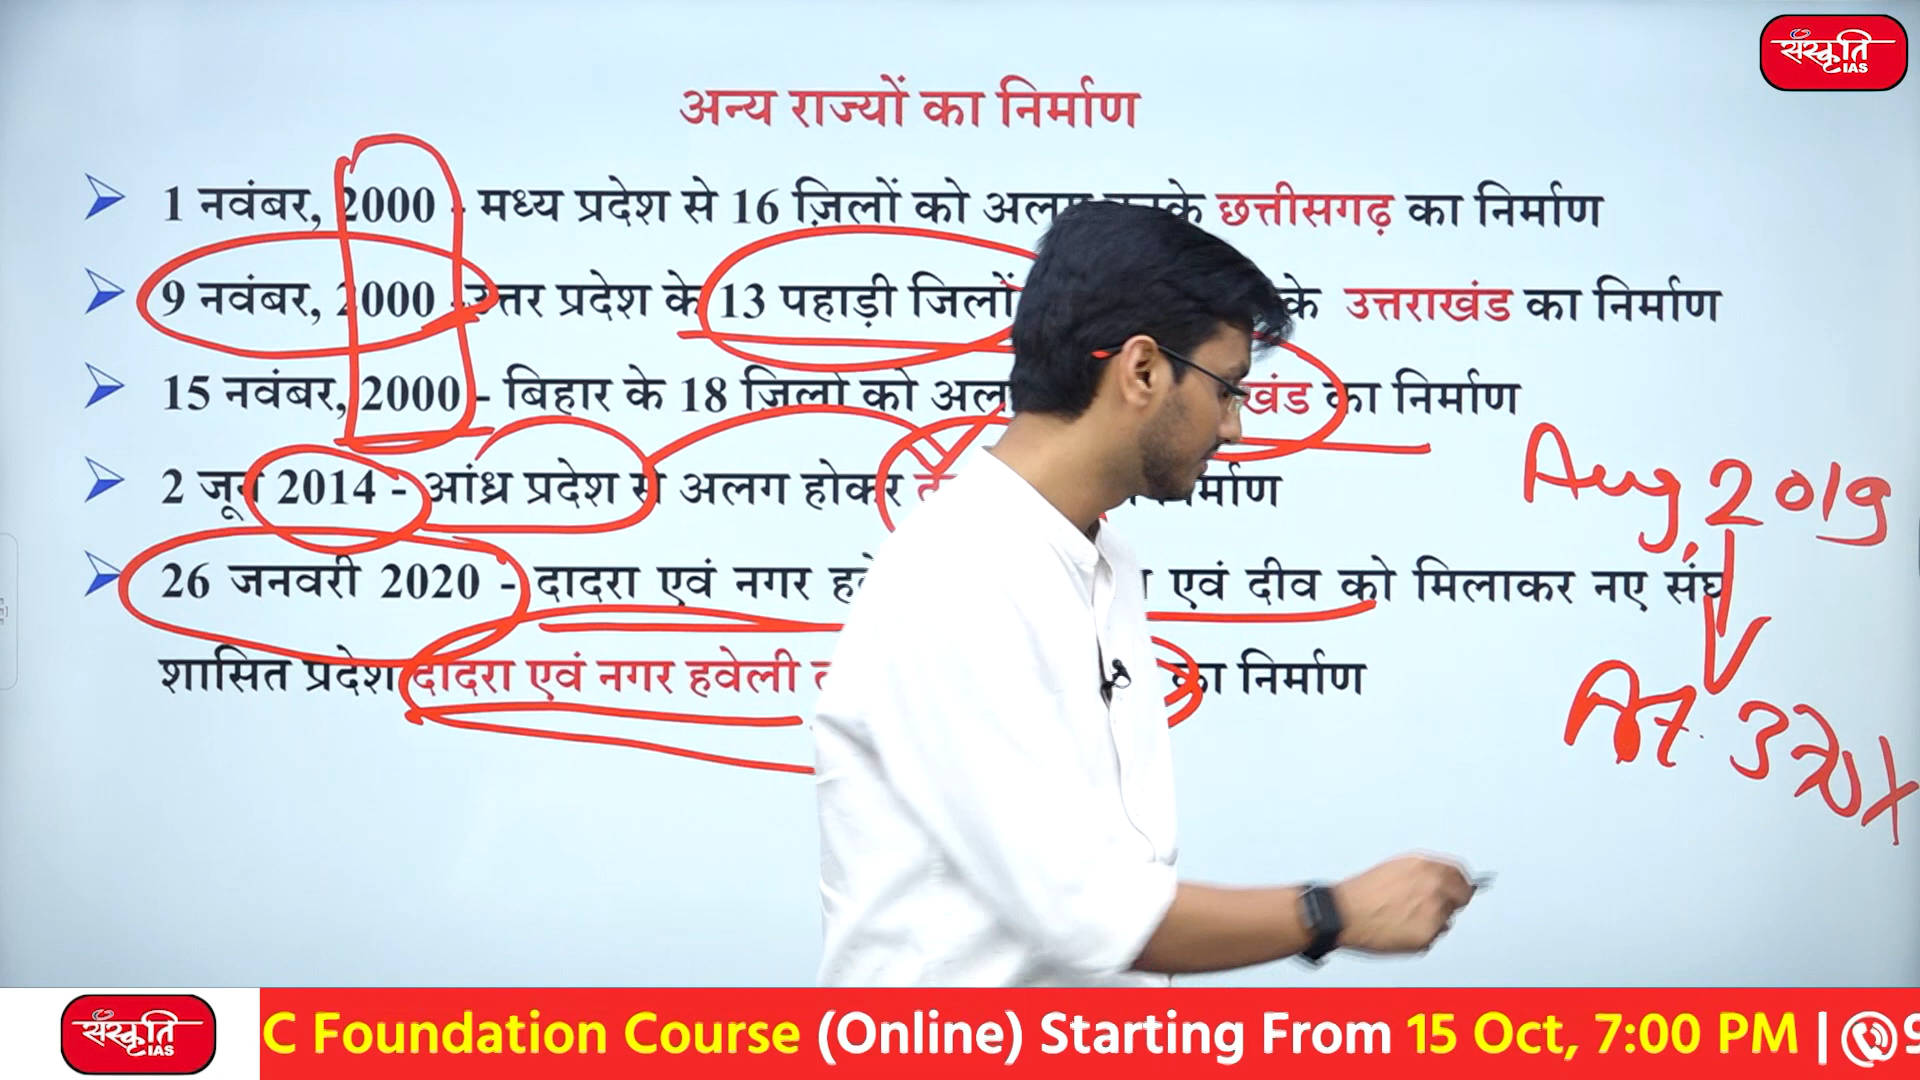 संस्कृति
IAS
अन्य राज्यों का निर्माण
1 नवंबर, 2000 - मध्य प्रदेश से 16 ज़िलों को छत्तीसगढ़ का निर्माण
9 नवंबर, 2000 - उत्तर प्रदेश के 13 पहाड़ी जिलों के उत्तराखंड का निर्माण
15 नवंबर, 2000 - बिहार के 18 ज़िलों को का निर्माण
2 जून 2014 - आंध्र प्रदेश से अलग होकर
26 जनवरी 2020 - दादरा एवं नगर एवं दीव को मिलाकर नए संघ
शासित प्रदेश दादरा एवं नगर हवेली का निर्माण
Aug, 2019
Art. 370 X
संस्कृति
IAS
C Foundation Course (Online) Starting From 15 Oct, 7:00 PM | 9